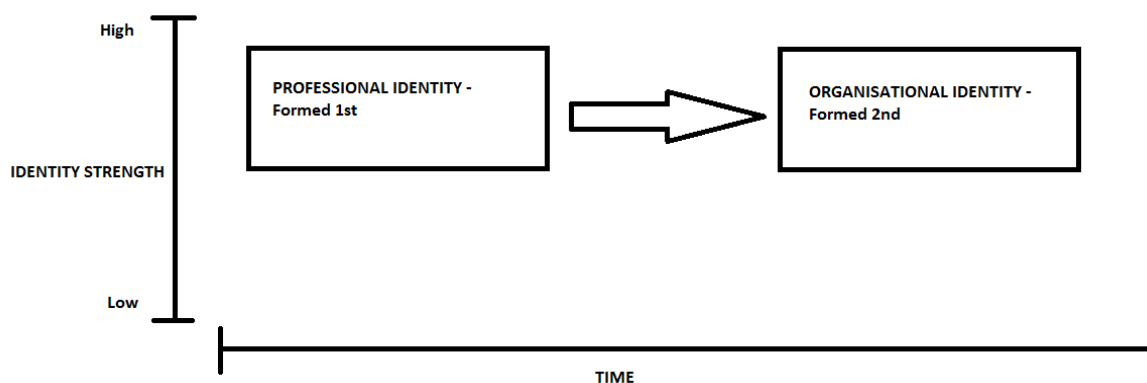 High
PROFESSIONAL IDENTITY -
Formed 1st
ORGANISATIONAL IDENTITY -
Formed 2nd
IDENTITY STRENGTH
Low
TIME